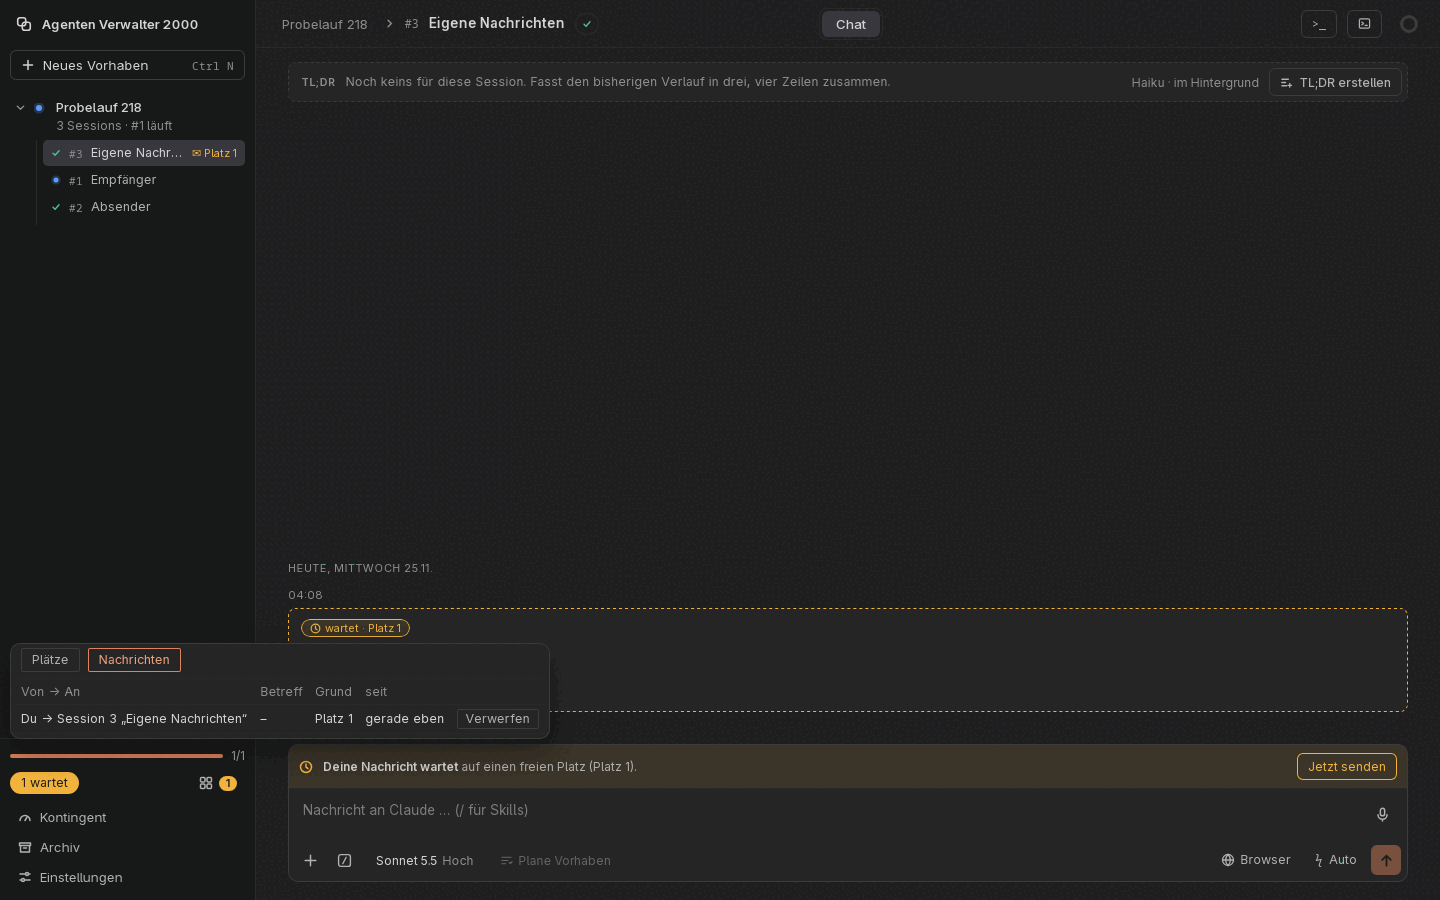 Agenten Verwalter 2000
Neues Vorhaben Ctrl N
Probelauf 218
3 Sessions · #1 läuft
#3 Eigene Nachr… ✉ Platz 1
#1 Empfänger
#2 Absender
Probelauf 218 > #3 Eigene Nachrichten
Chat
>_
TL;DR Noch keins für diese Session. Fasst den bisherigen Verlauf in drei, vier Zeilen zusammen. Haiku · im Hintergrund TL;DR erstellen
HEUTE, MITTWOCH 25.11.
04:08
wartet · Platz 1
Plätze Nachrichten
Von → An Betreff Grund seit
Du → Session 3 „Eigene Nachrichten“ – Platz 1 gerade eben Verwerfen
1/1
1 wartet 1
Kontingent
Archiv
Einstellungen
Deine Nachricht wartet auf einen freien Platz (Platz 1). Jetzt senden
Nachricht an Claude … (/ für Skills)
Sonnet 5.5 Hoch Plane Vorhaben Browser Auto